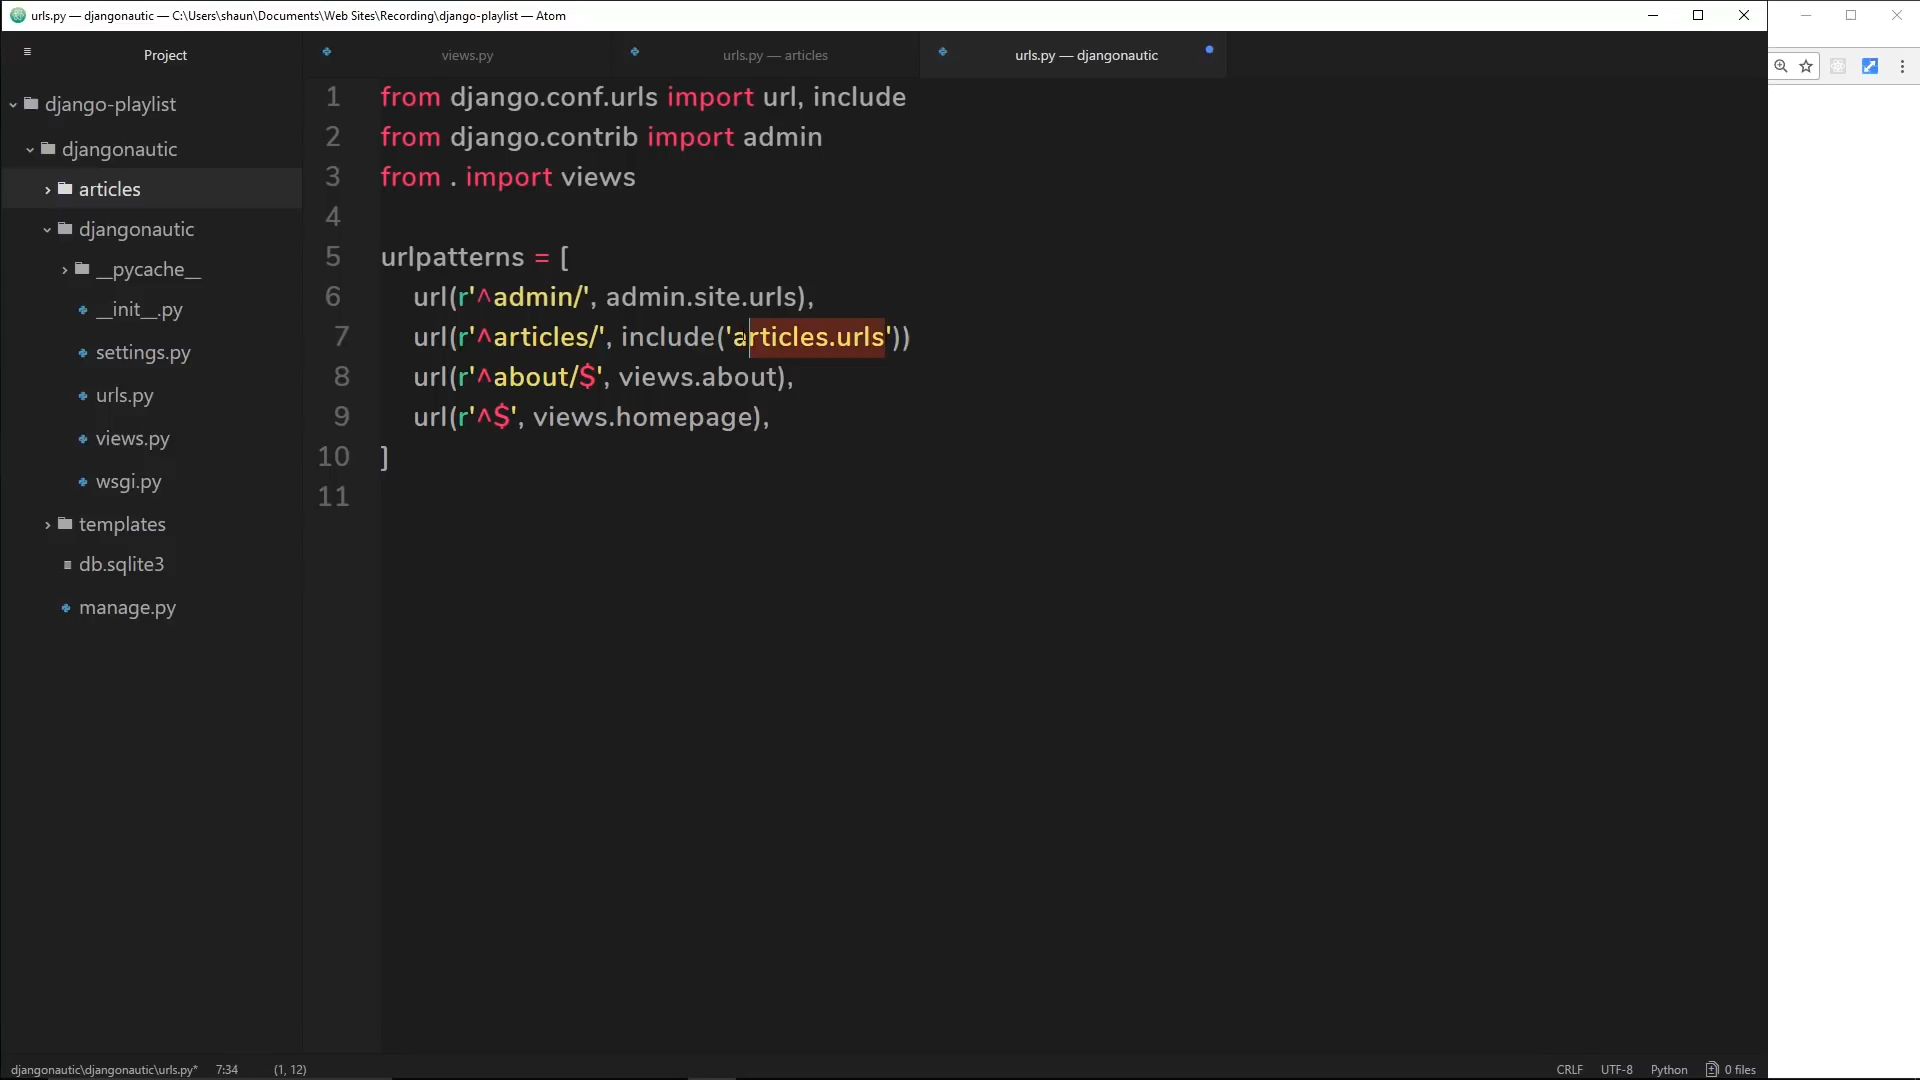 urls.py — djangonautic — C:\Users\shaun\Documents\Web Sites\Recording\django-playlist — Atom
Project
views.py
urls.py — articles
urls.py — djangonautic
django-playlist
djangonautic
articles
djangonautic
__pycache__
__init__.py
settings.py
urls.py
views.py
wsgi.py
templates
db.sqlite3
manage.py
1 from django.conf.urls import url, include
2 from django.contrib import admin
3 from . import views
4
5 urlpatterns = [
6 url(r'^admin/', admin.site.urls),
7 url(r'^articles/', include('articles.urls'))
8 url(r'^about/$', views.about),
9 url(r'^$', views.homepage),
10 ]
11
djangonautic\djangonautic\urls.py* 7:34 (1, 12)
CRLF UTF-8 Python 0 files